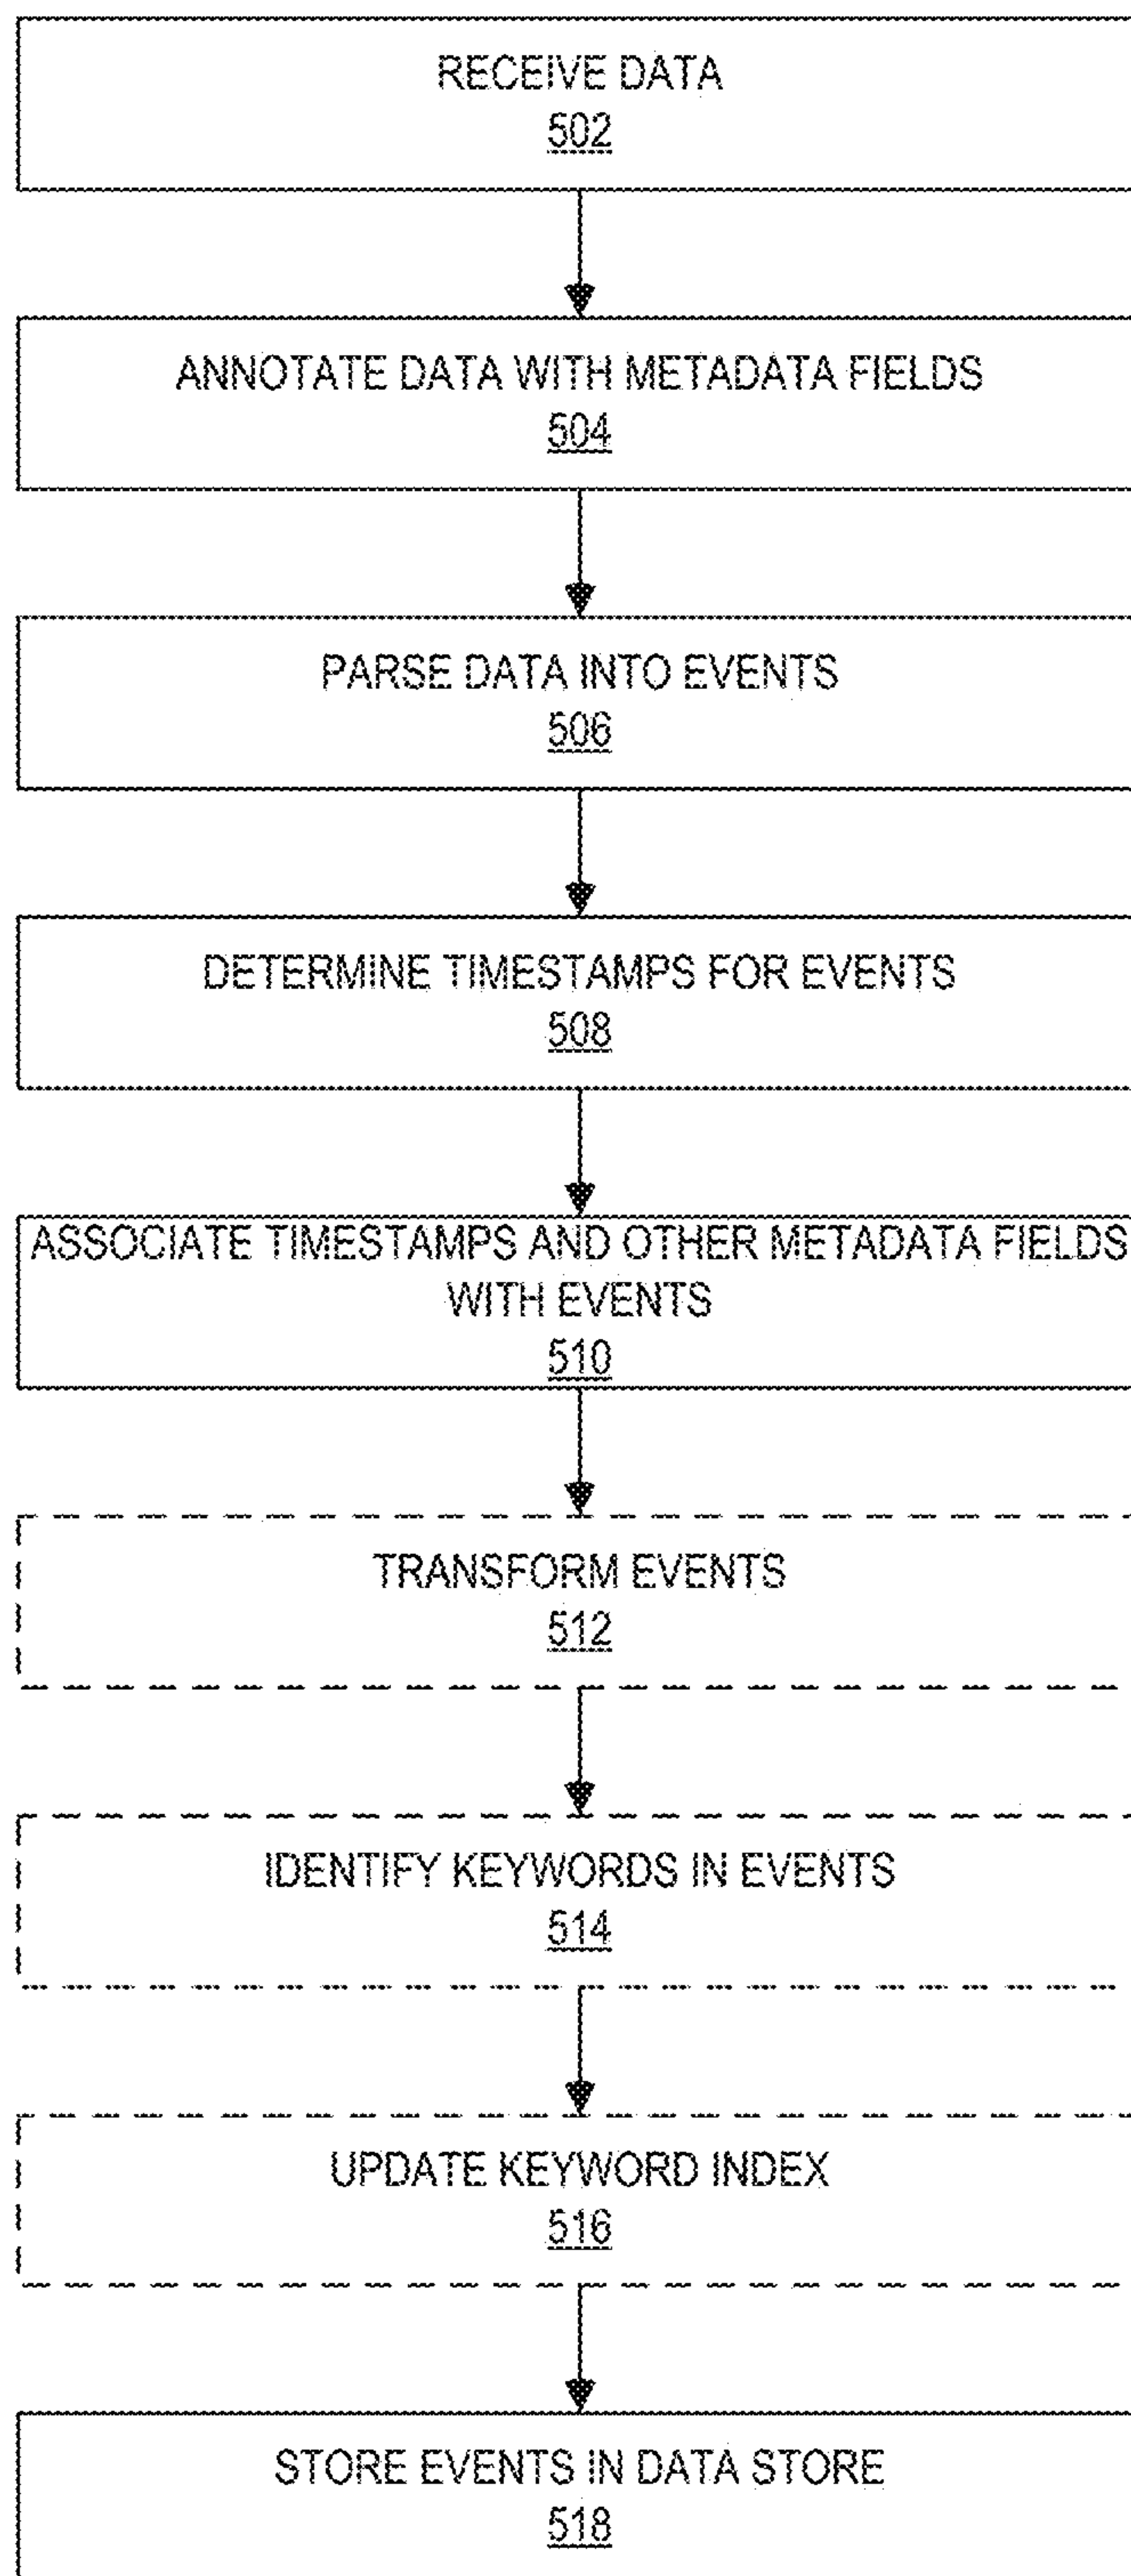 RECEIVE DATA
502
ANNOTATE DATA WITH METADATA FIELDS
504
PARSE DATA INTO EVENTS
506
DETERMINE TIMESTAMPS FOR EVENTS
508
ASSOCIATE TIMESTAMPS AND OTHER METADATA FIELDS
WITH EVENTS
510
TRANSFORM EVENTS
512
IDENTIFY KEYWORDS IN EVENTS
514
UPDATE KEYWORD INDEX
516
STORE EVENTS IN DATA STORE
518